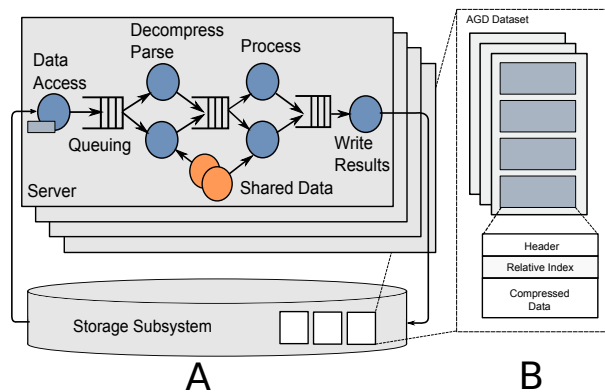 Data
Access
Decompress
Parse
Process
Queuing
Write
Results
Shared Data
Server
Storage Subsystem
A
AGD Dataset
Header
Relative Index
Compressed
Data
B